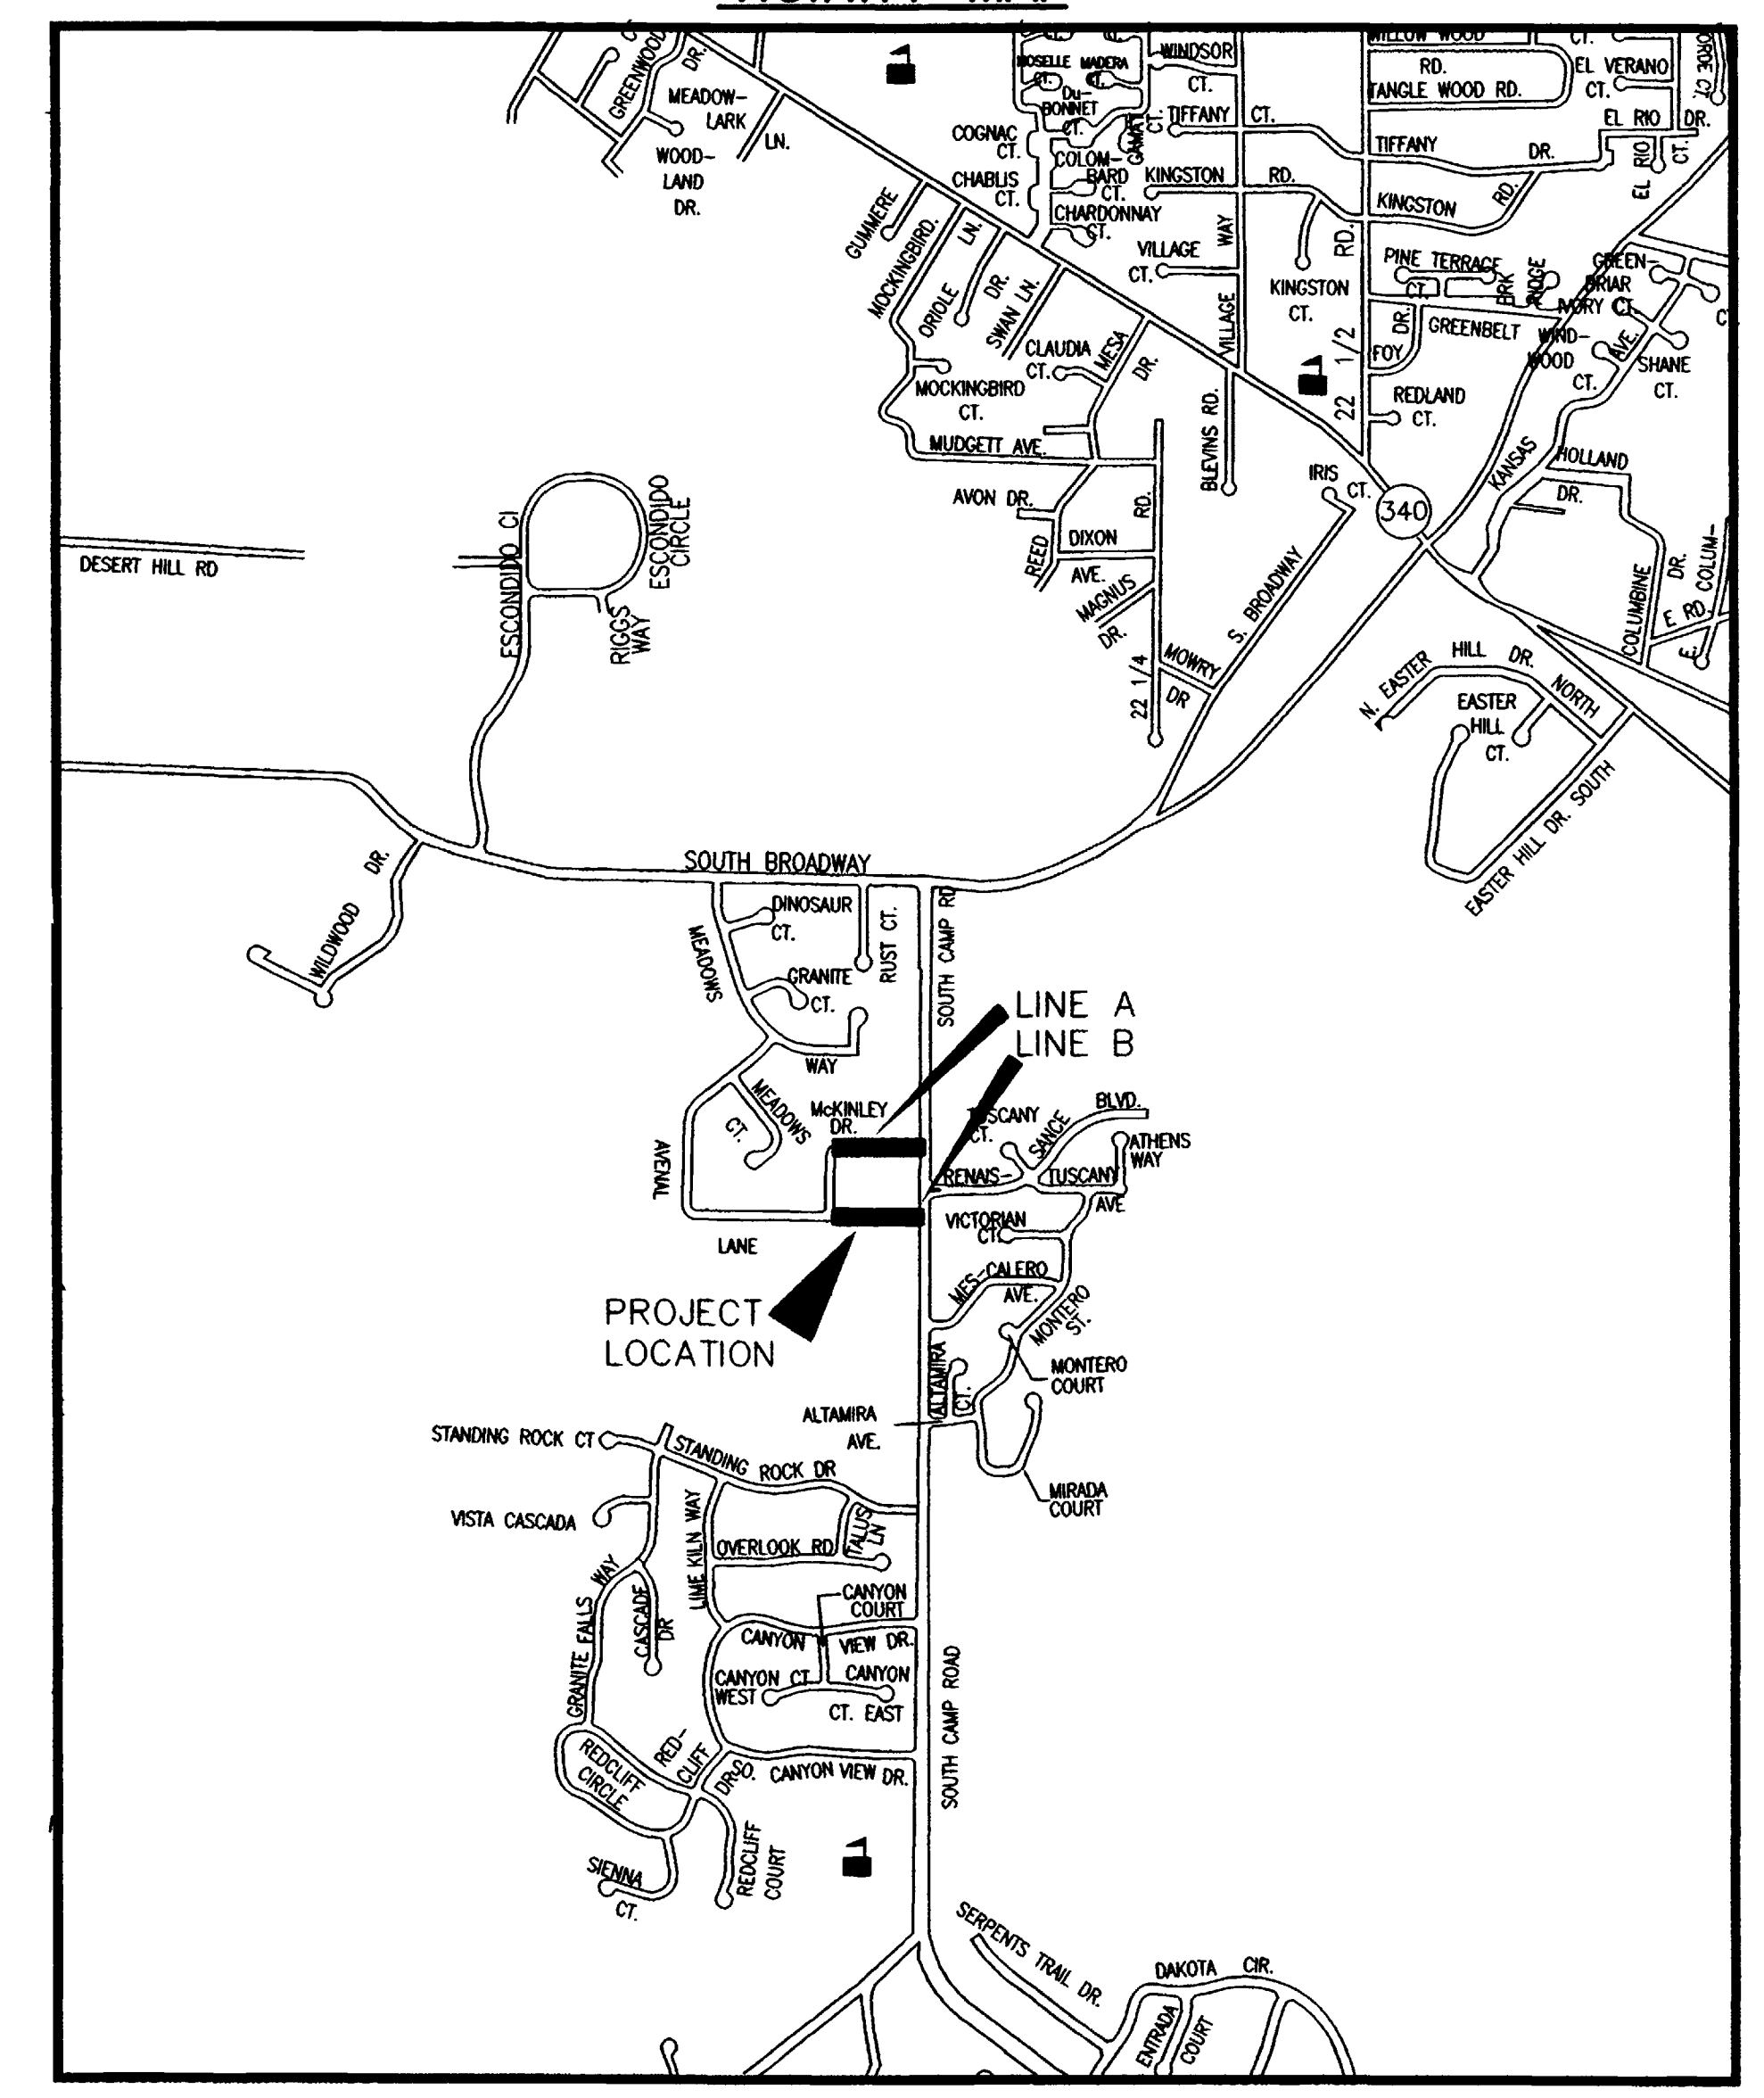 GREENWOOD
DR.
MEADOW-
LARK
LN.
WOOD-
LAND
DR.
MOSELLE
CT.
MADERA
CT.
Du-
BONNET
CT.
WINDSOR
CT.
WILLOW WOOD
RD.
TANGLE WOOD RD.
CT.
EL VERANO
CT.
EL RIO DR.
EL RIO CT.
COGNAC
CT.
COLOM-
BARD
CT.
CHABLIS
CT.
CHARDONNAY
CT.
TIFFANY CT.
TIFFANY DR.
KINGSTON RD.
KINGSTON RD.
GUMMERE
MOCKINGBIRD.
LN.
ORIOLE
DR.
SWAN LN.
VILLAGE
CT.
VILLAGE WAY
KINGSTON
CT.
22 1/2 RD.
PINE TERRACE
CT.
BRK
RIDGE
GREEN-
BRIAR
IVORY CT.
GREENBELT
FOY DR.
WIND-
WOOD
CT.
AVE.
SHANE
CT.
REDLAND
CT.
CLAUDIA
CT.
MESA
DR.
MOCKINGBIRD
CT.
MUDGETT AVE.
BLEVINS RD.
IRIS
CT.
340
KANSAS
HOLLAND
DR.
AVON DR.
REED
DIXON
AVE.
MAGNUS
DR.
22 1/4 RD.
MOWRY
DR
S. BROADWAY
COLUMBINE
DR.
E. COLUM-
E RD.
DESERT HILL RD
ESCONDIDO CI
ESCONDIDO
CIRCLE
RIGGS
WAY
N. EASTER HILL DR. NORTH
EASTER
HILL
CT.
EASTER HILL DR. SOUTH
SOUTH BROADWAY
WILDWOOD DR.
DINOSAUR
CT.
RUST CT.
SOUTH CAMP RD
MEADOWS
GRANITE
CT.
WAY
LINE A
LINE B
MEADOWS
CT.
McKINLEY
DR.
AVENAL
LANE
TUSCANY
CT.
RENAIS-
SANCE
BLVD.
ATHENS
WAY
TUSCANY
AVE
VICTORIAN
CT.
MES-CALERO
AVE.
MONTERO
ST.
PROJECT
LOCATION
ALTAMIRA
CT.
MONTERO
COURT
ALTAMIRA
AVE.
MIRADA
COURT
STANDING ROCK CT
STANDING ROCK DR
VISTA CASCADA
LIME KILN WAY
OVERLOOK RD
TALUS
LN
GRANITE FALLS WAY
CASCADE
DR
CANYON
COURT
CANYON VIEW DR.
CANYON CT.
WEST
CANYON
CT. EAST
SOUTH CAMP ROAD
REDCLIFF
CIRCLE
RED-
CLIFF
DR
SO. CANYON VIEW DR.
REDCLIFF
COURT
SIENNA
CT.
SERPENTS TRAIL DR.
DAKOTA CIR.
ENTRADA
COURT